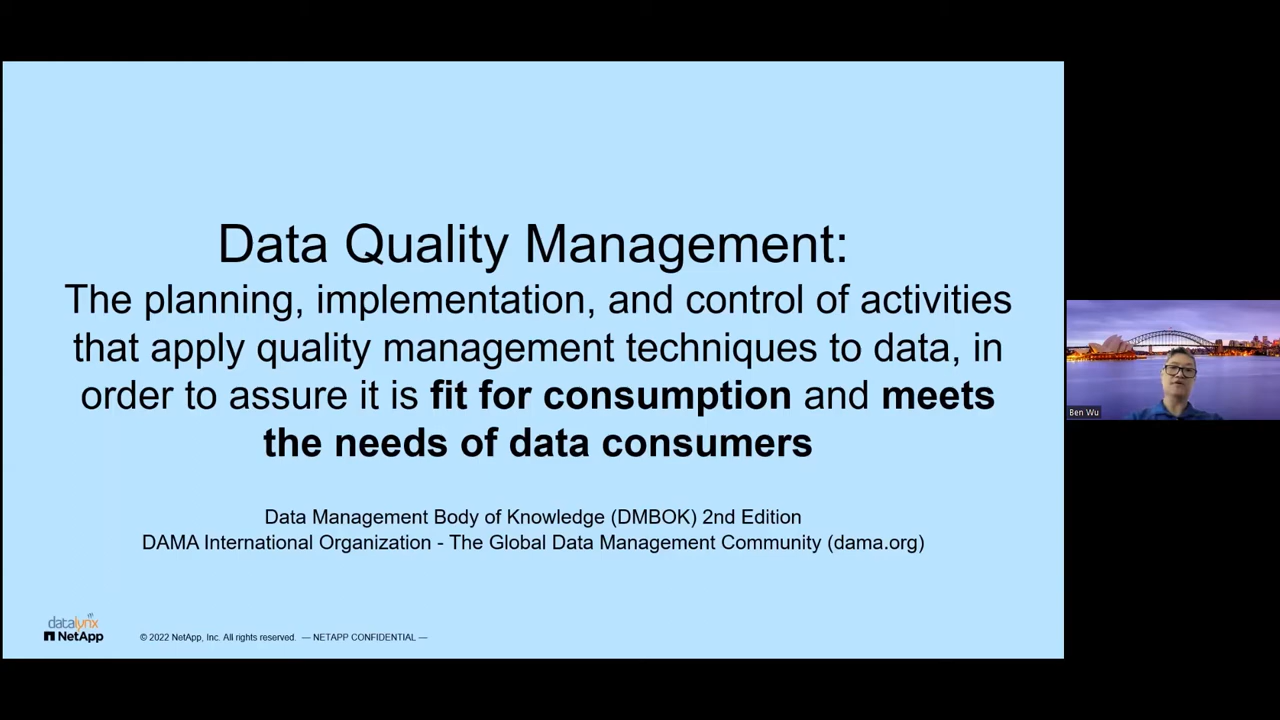 Data Quality Management:
The planning, implementation, and control of activities
that apply quality management techniques to data, in
order to assure it is fit for consumption and meets
the needs of data consumers
Data Management Body of Knowledge (DMBOK) 2nd Edition
DAMA International Organization - The Global Data Management Community (dama.org)
datalynx
NetApp
© 2022 NetApp, Inc. All rights reserved. — NETAPP CONFIDENTIAL —
Ben Wu